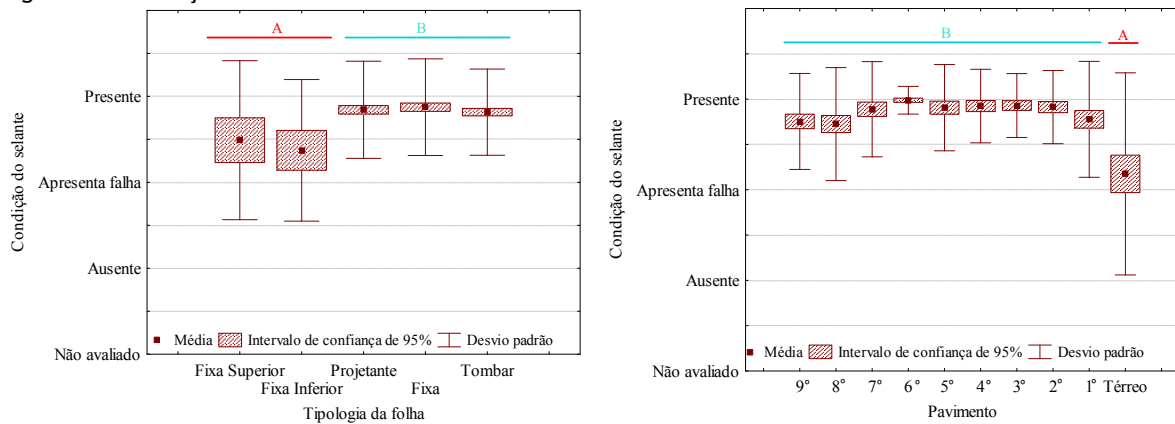 A
B
Condição do selante
Presente
Apresenta falha
Ausente
Não avaliado
Média Intervalo de confiança de 95% Desvio padrão
Fixa Superior Projetante Tombar
Fixa Inferior Fixa
Tipologia da folha
B
A
Condição do selante
Presente
Apresenta falha
Ausente
Não avaliado
Média Intervalo de confiança de 95% Desvio padrão
9° 8° 7° 6° 5° 4° 3° 2° 1° Térreo
Pavimento